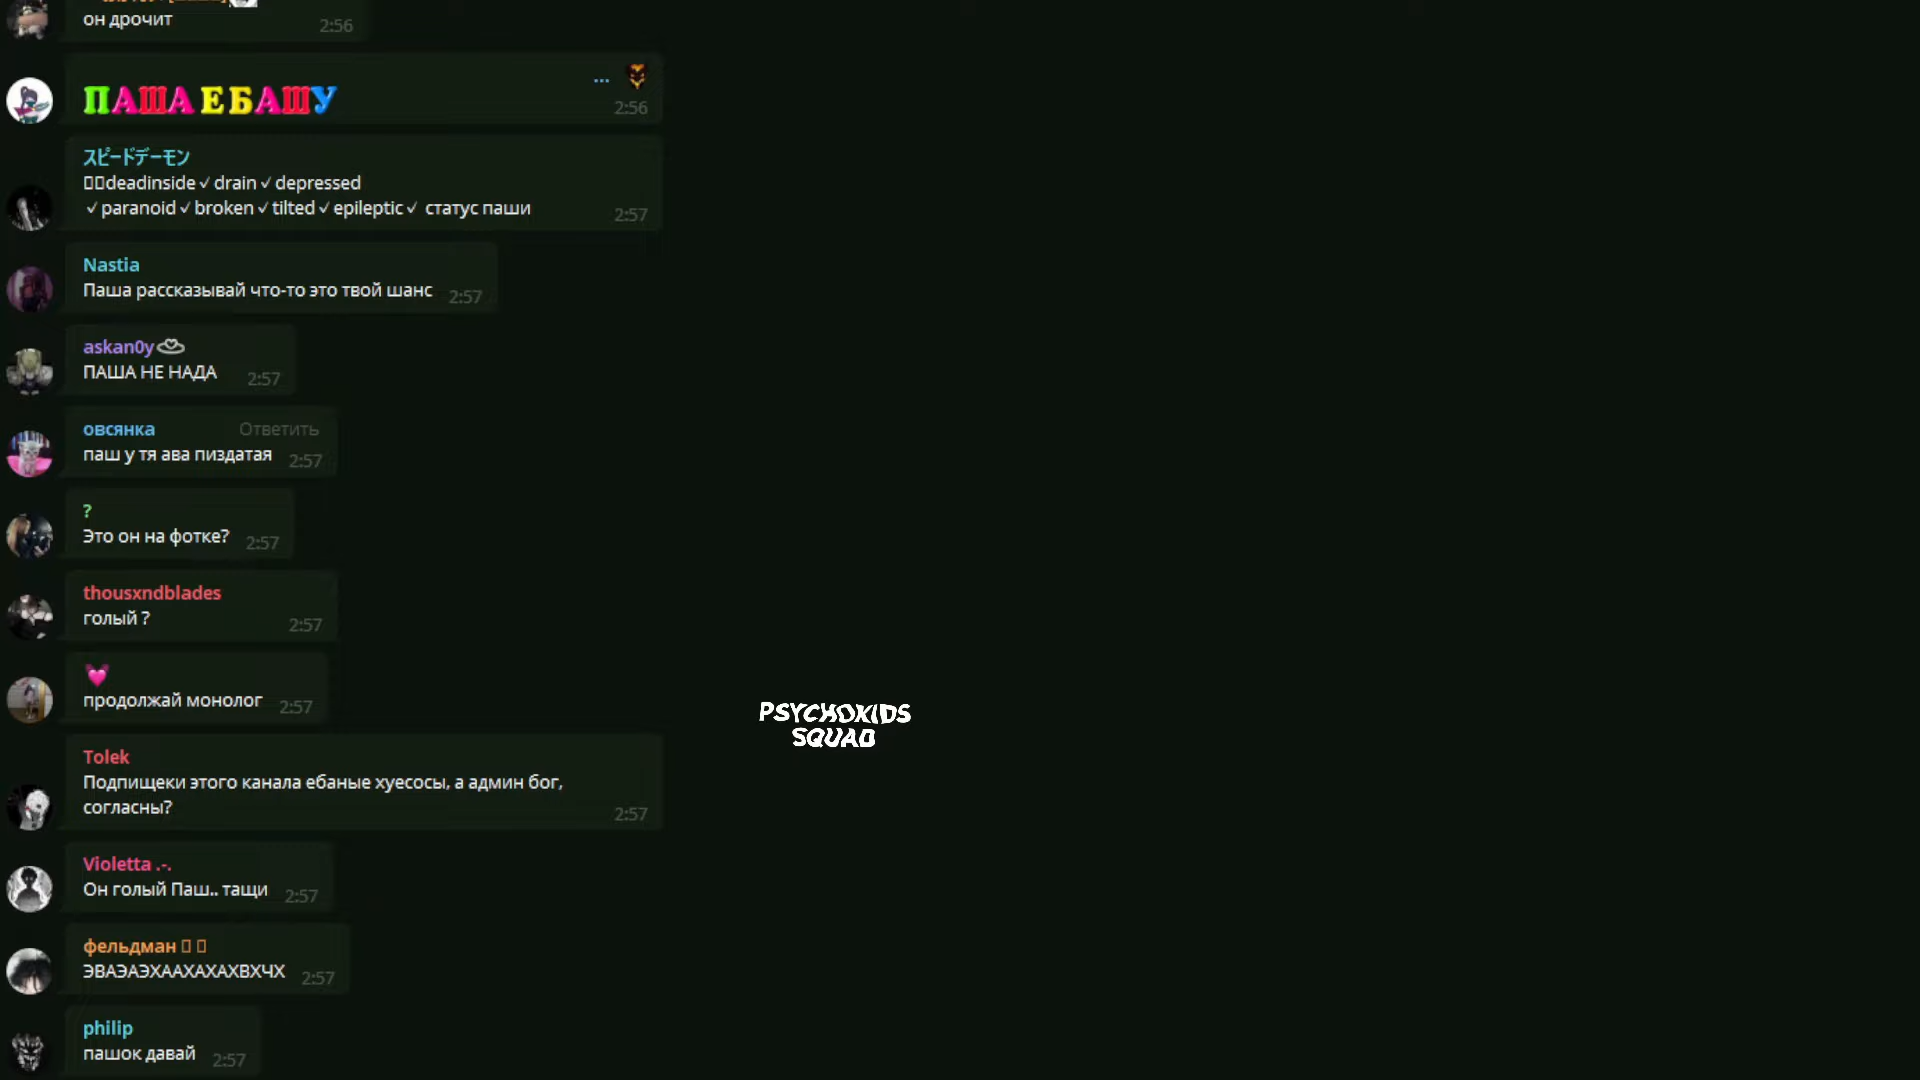 он дрочит
2:56
ПАША ЕБАШУ
...
2:56
スピードデーモン
deadinside✓drain✓depressed
✓paranoid✓broken✓tilted✓epileptic✓ статус паши
2:57
Nastia
Паша рассказывай что-то это твой шанс 2:57
askan0y
ПАША НЕ НАДА 2:57
овсянка Ответить
паш у тя ава пиздатая 2:57
?
Это он на фотке? 2:57
thousxndblades
голый ? 2:57
💓
продолжай монолог 2:57
PSYCHOKIDS
SQUAD
Tolek
Подпищеки этого канала ебаные хуесосы, а админ бог,
согласны?
2:57
Violetta .-.
Он голый Паш.. тащи 2:57
фельдман
ЭВАЭАЭХААХАХАХВХЧХ 2:57
philip
пашок давай 2:57